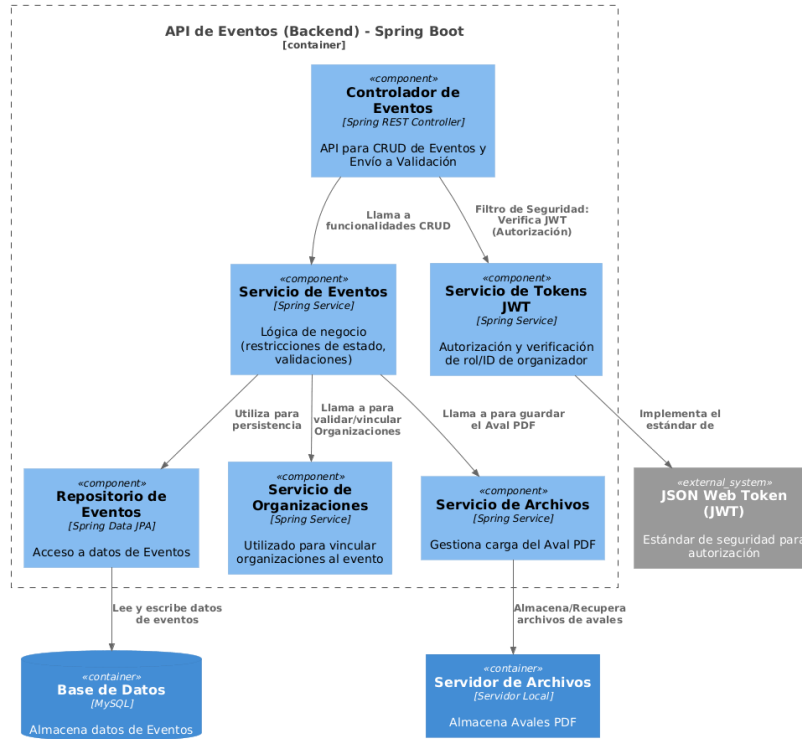 API de Eventos (Backend) - Spring Boot
[container]
«component»
Controlador de
Eventos
[Spring REST Controller]
API para CRUD de Eventos y
Envío a Validación
Llama a
funcionalidades CRUD
Filtro de Seguridad:
Verifica JWT
(Autorización)
«component»
Servicio de Eventos
[Spring Service]
Lógica de negocio
(restricciones de estado,
validaciones)
«component»
Servicio de Tokens
JWT
[Spring Service]
Autorización y verificación
de rol/ID de organizador
Utiliza para
persistencia
Llama a para
validar/vincular
Organizaciones
Llama a para guardar
el Aval PDF
Implementa el
estándar de
«component»
Repositorio de
Eventos
[Spring Data JPA]
Acceso a datos de Eventos
«component»
Servicio de
Organizaciones
[Spring Service]
Utilizado para vincular
organizaciones al evento
«component»
Servicio de Archivos
[Spring Service]
Gestiona carga del Aval PDF
«external_system»
JSON Web Token
(JWT)
Estándar de seguridad para
autorización
Lee y escribe datos
de eventos
Almacena/Recupera
archivos de avales
«container»
Base de Datos
[MySQL]
Almacena datos de Eventos
«container»
Servidor de Archivos
[Servidor Local]
Almacena Avales PDF